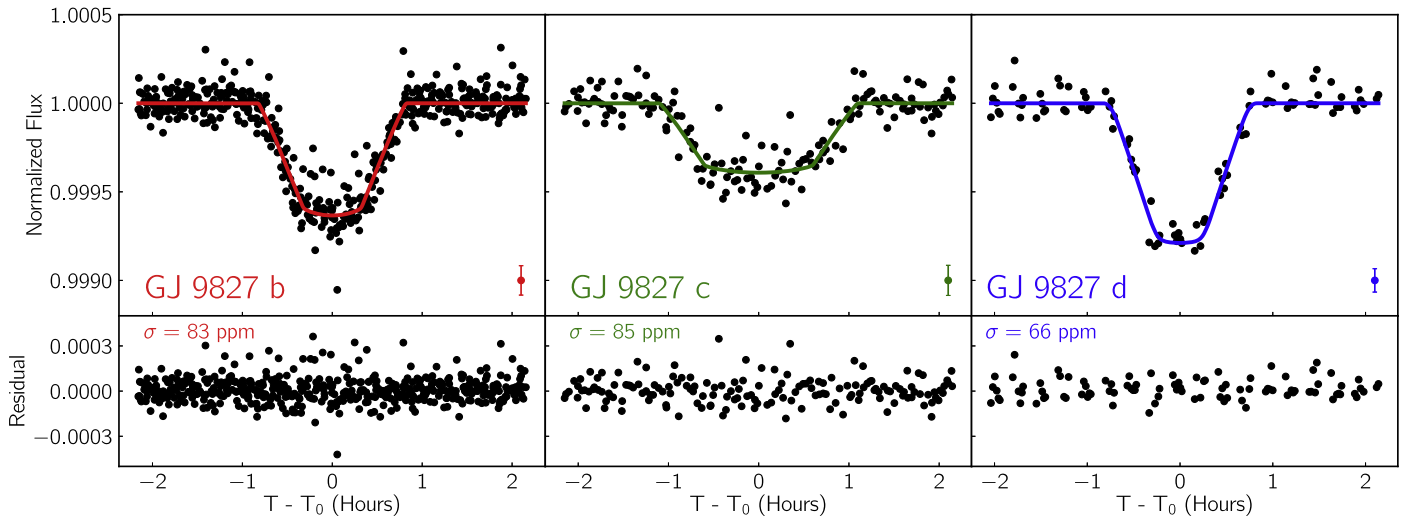 1.0005
1.0000
0.9995
0.9990
Normalized Flux
GJ 9827 b
GJ 9827 c
GJ 9827 d
σ = 83 ppm
σ = 85 ppm
σ = 66 ppm
0.0003
0.0000
−0.0003
Residual
−2 −1 0 1 2
−2 −1 0 1 2
−2 −1 0 1 2
T - T₀ (Hours)
T - T₀ (Hours)
T - T₀ (Hours)